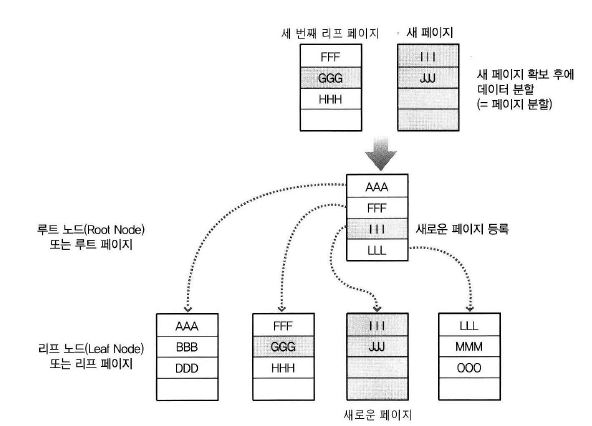 세 번째 리프 페이지
새 페이지
FFF
GGG
HHH
III
JJJ
새 페이지 확보 후에
데이터 분할
(= 페이지 분할)
AAA
FFF
III
LLL
루트 노드(Root Node)
또는 루트 페이지
새로운 페이지 등록
리프 노드(Leaf Node)
또는 리프 페이지
AAA
BBB
DDD
FFF
GGG
HHH
III
JJJ
LLL
MMM
OOO
새로운 페이지